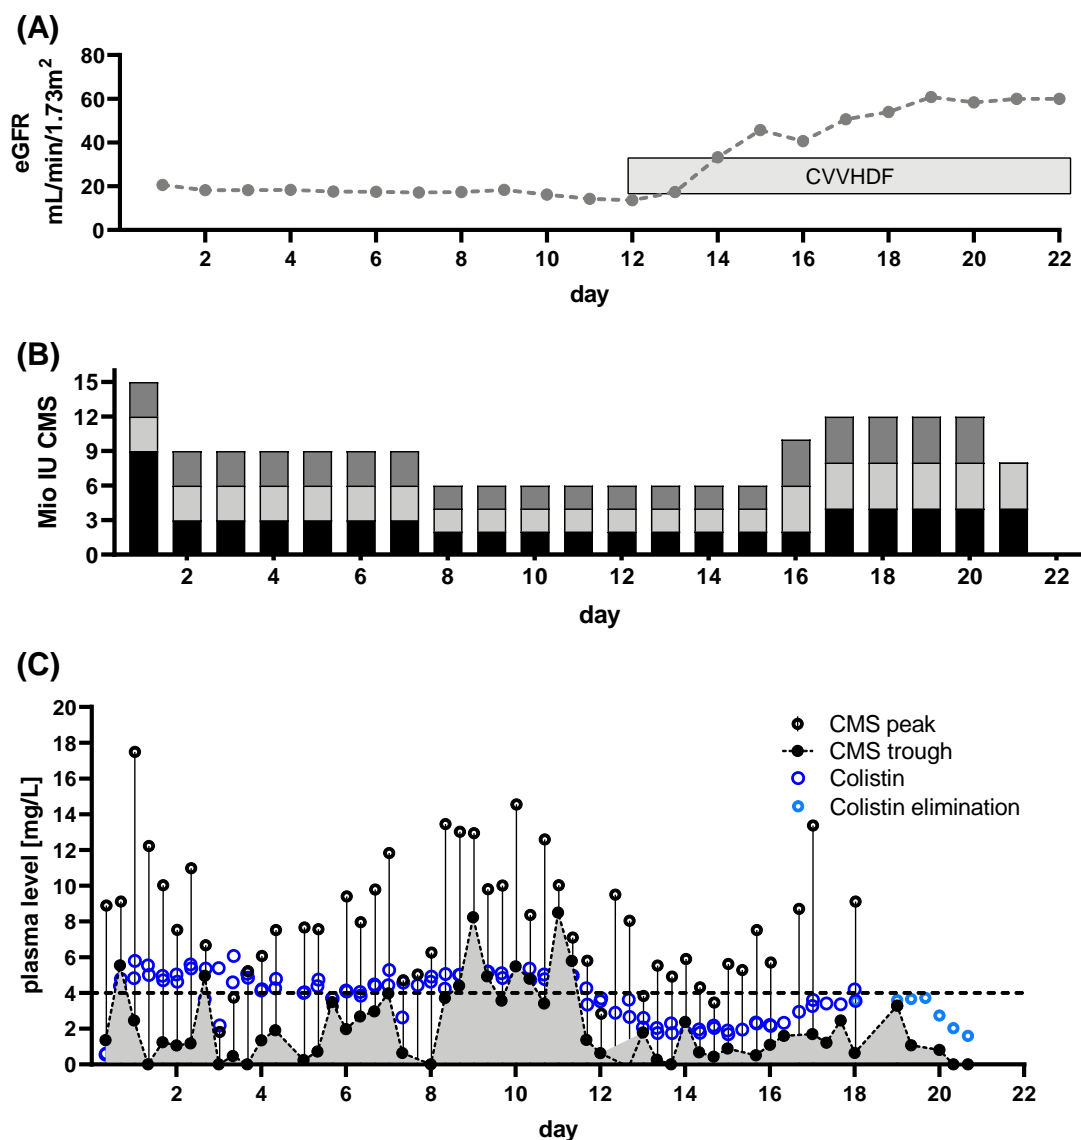 (A)
80
60
40
20
0
eGFR
mL/min/1.73m²
CVVHDF
2 4 6 8 10 12 14 16 18 20 22
day
(B)
15
12
9
6
3
0
Mio IU CMS
2 4 6 8 10 12 14 16 18 20 22
day
(C)
20
18
16
14
12
10
8
6
4
2
0
plasma level [mg/L]
CMS peak
CMS trough
Colistin
Colistin elimination
2 4 6 8 10 12 14 16 18 20 22
day